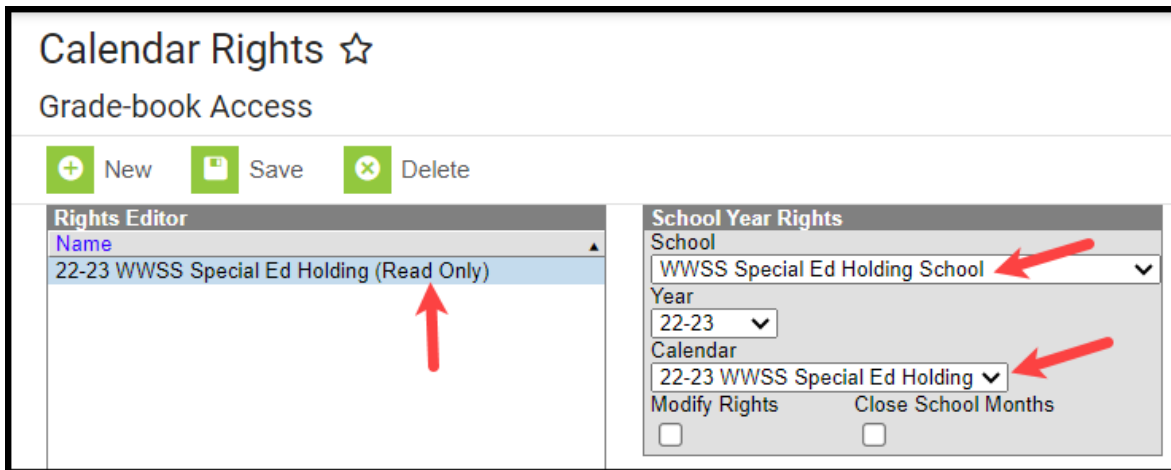 Calendar Rights
Grade-book Access
New Save Delete
Rights Editor
Name
22-23 WWSS Special Ed Holding (Read Only)
School Year Rights
School
WWSS Special Ed Holding School
Year
22-23
Calendar
22-23 WWSS Special Ed Holding
Modify Rights Close School Months